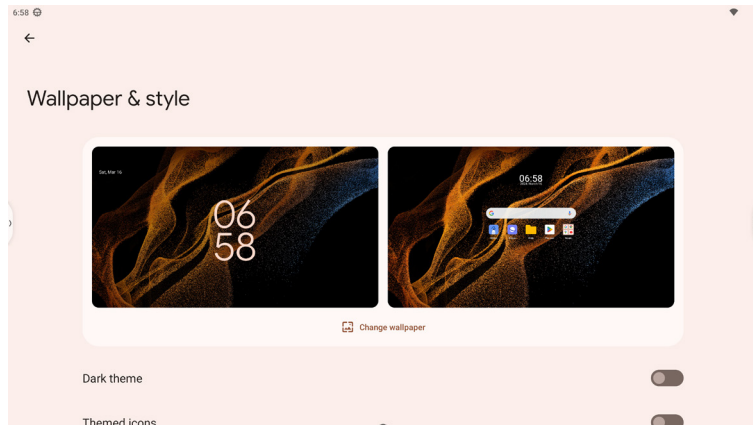 6:58
Wallpaper & style
Sat, Mar 16
06
58
06:58
G
Change wallpaper
Dark theme
Themed icons